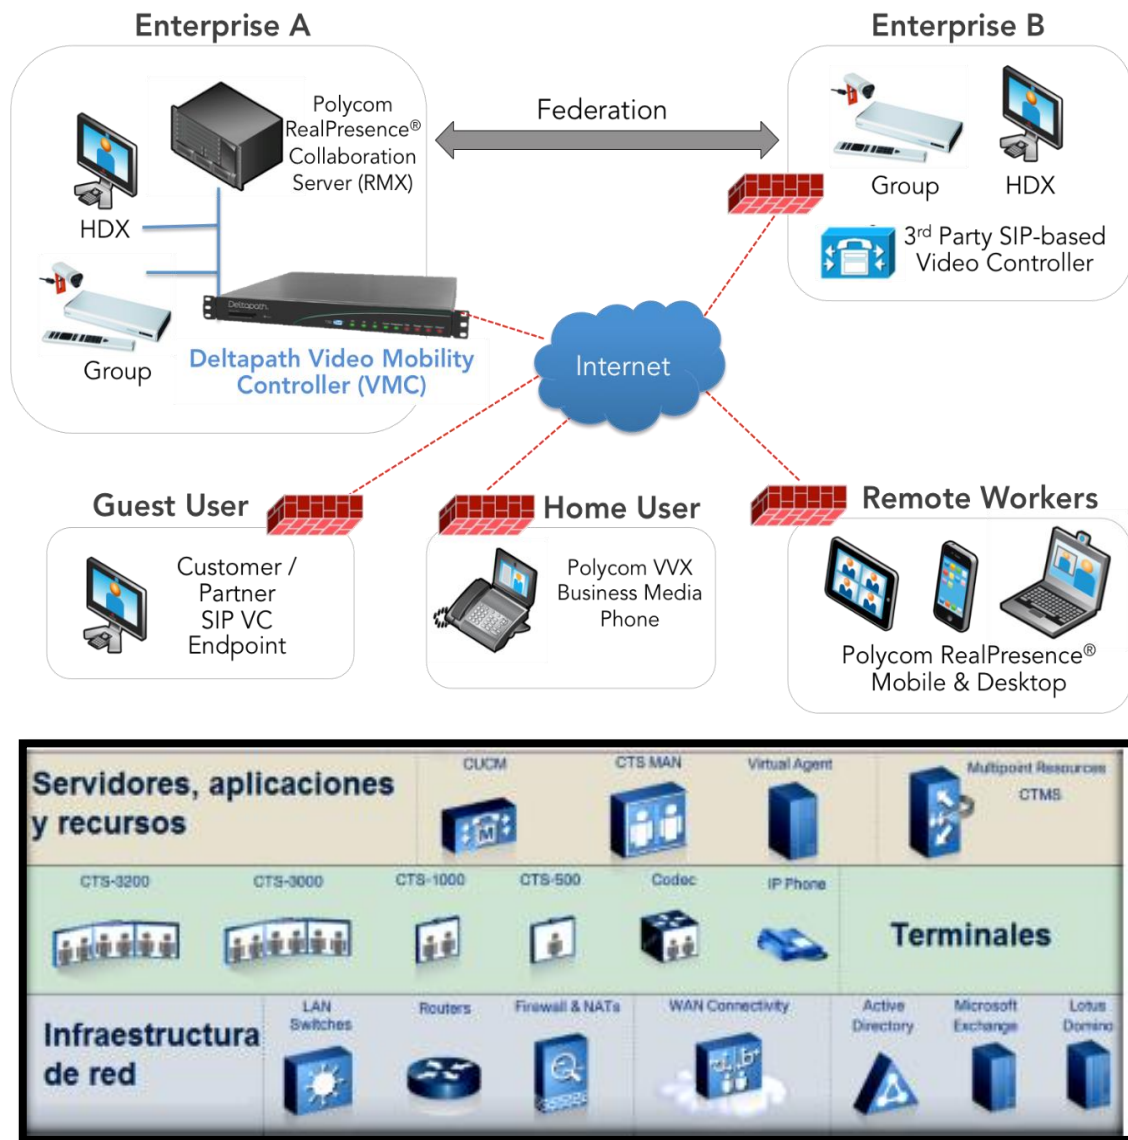 Enterprise A
Enterprise B
Polycom
RealPresence®
Collaboration
Server (RMX)
HDX
Federation
Group
HDX
3rd Party SIP-based
Video Controller
Deltapath
Group
Deltapath Video Mobility
Controller (VMC)
Internet
Guest User
Home User
Remote Workers
Customer /
Partner
SIP VC
Endpoint
Polycom VVX
Business Media
Phone
Polycom RealPresence®
Mobile & Desktop
Servidores, aplicaciones
y recursos
CUCM
M
CTS MAN
Virtual Agent
Multipoint Resources
CTMS
CTS-3200
CTS-3000
CTS-1000
CTS-500
Codec
IP Phone
Terminales
Infraestructura
de red
LAN
Switches
Routers
Firewall & NATs
WAN Connectivity
Active
Directory
Microsoft
Exchange
Lotus
Domino